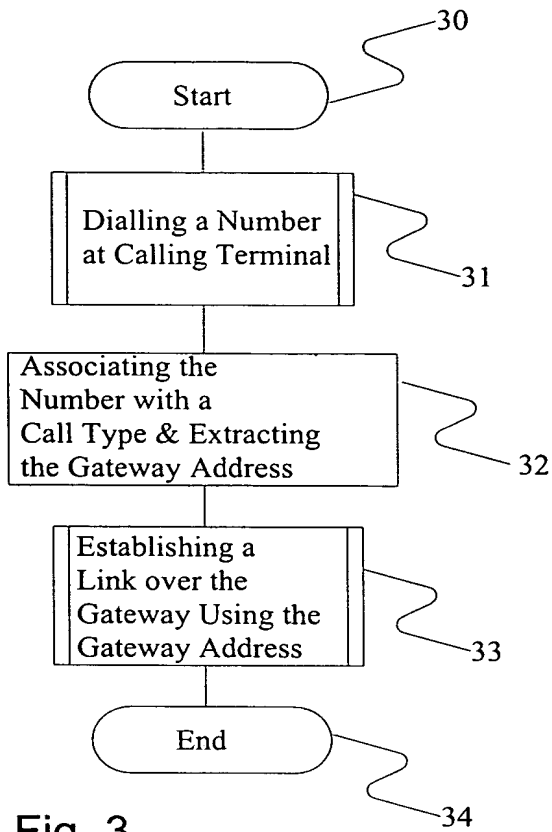 30
Start
Dialling a Number
at Calling Terminal
31
Associating the
Number with a
Call Type & Extracting
the Gateway Address
32
Establishing a
Link over the
Gateway Using the
Gateway Address
33
End
34
Fig. 3